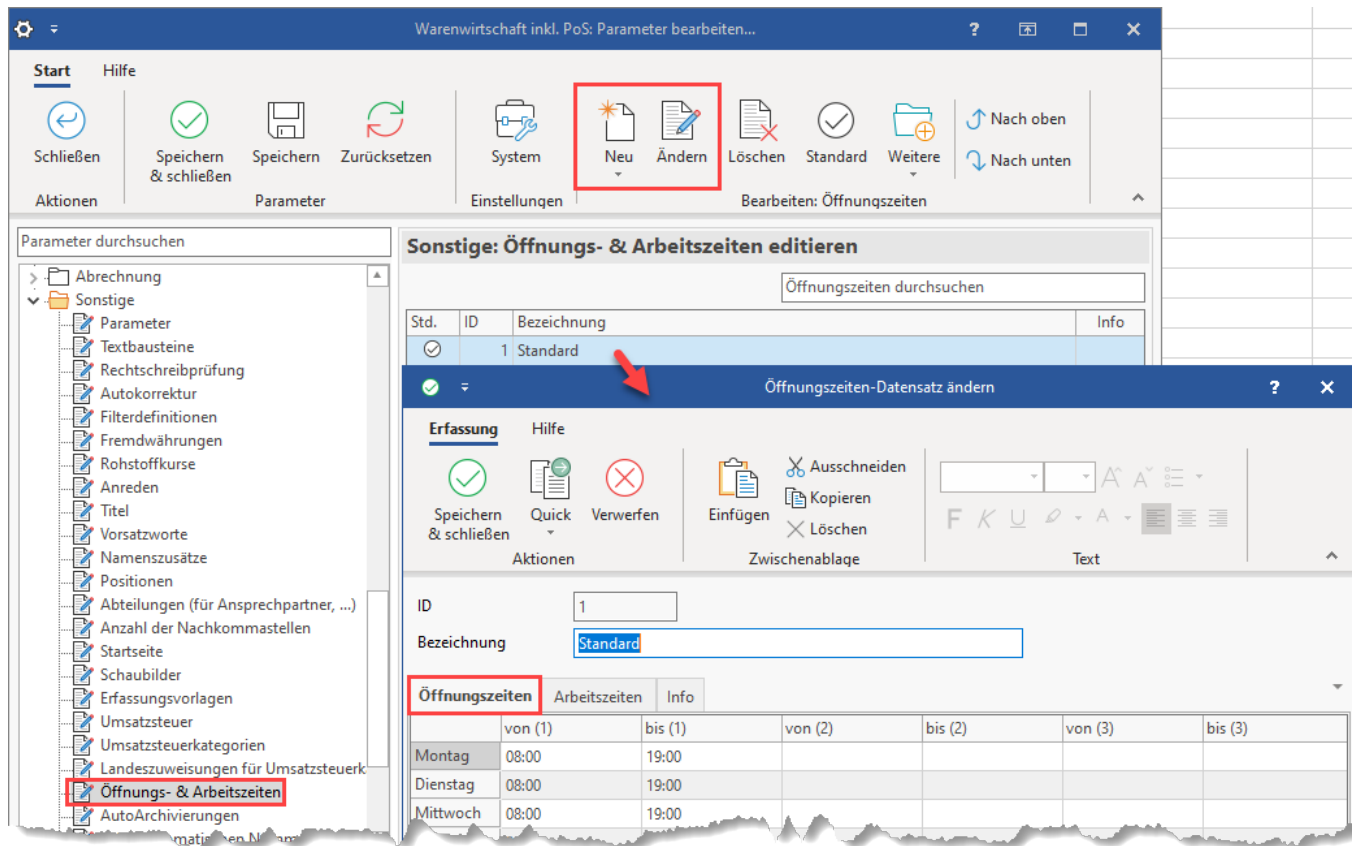 Warenwirtschaft inkl. PoS: Parameter bearbeiten...
?
Start Hilfe
Schließen
Speichern & schließen
Speichern
Zurücksetzen
System
Neu
Ändern
Löschen
Standard
Weitere
Nach oben
Nach unten
Aktionen
Parameter
Einstellungen
Bearbeiten: Öffnungszeiten
Parameter durchsuchen
Abrechnung
Sonstige
Parameter
Textbausteine
Rechtschreibprüfung
Autokorrektur
Filterdefinitionen
Fremdwährungen
Rohstoffkurse
Anreden
Titel
Vorsatzworte
Namenszusätze
Positionen
Abteilungen (für Ansprechpartner, ...)
Anzahl der Nachkommastellen
Startseite
Schaubilder
Erfassungsvorlagen
Umsatzsteuer
Umsatzsteuerkategorien
Landeszuweisungen für Umsatzsteuerk
Öffnungs- & Arbeitszeiten
AutoArchivierungen
Sonstige: Öffnungs- & Arbeitszeiten editieren
Öffnungszeiten durchsuchen
Std. ID Bezeichnung Info
1 Standard
Öffnungszeiten-Datensatz ändern
?
Erfassung Hilfe
Speichern & schließen
Quick
Verwerfen
Einfügen
Ausschneiden
Kopieren
Löschen
F K U A
Aktionen
Zwischenablage
Text
ID 1
Bezeichnung Standard
Öffnungszeiten Arbeitszeiten Info
von (1) bis (1) von (2) bis (2) von (3) bis (3)
Montag 08:00 19:00
Dienstag 08:00 19:00
Mittwoch 08:00 19:00